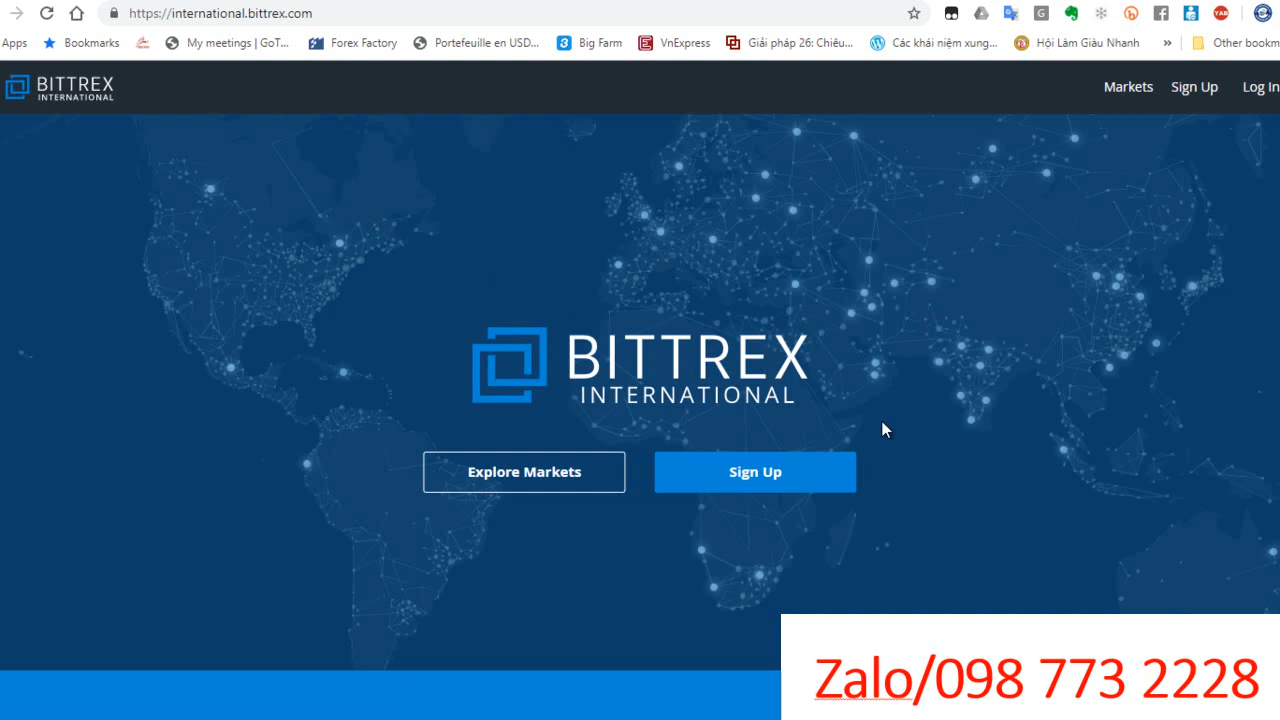 https://international.bittrex.com
Apps Bookmarks My meetings | GoT... Forex Factory Portefeuille en USD... Big Farm VnExpress Giải pháp 26: Chiêu... Các khái niệm xung... Hội Làm Giàu Nhanh » Other bookm
BITTREX
INTERNATIONAL
Markets Sign Up Log In
BITTREX
INTERNATIONAL
Explore Markets Sign Up
Zalo/098 773 2228